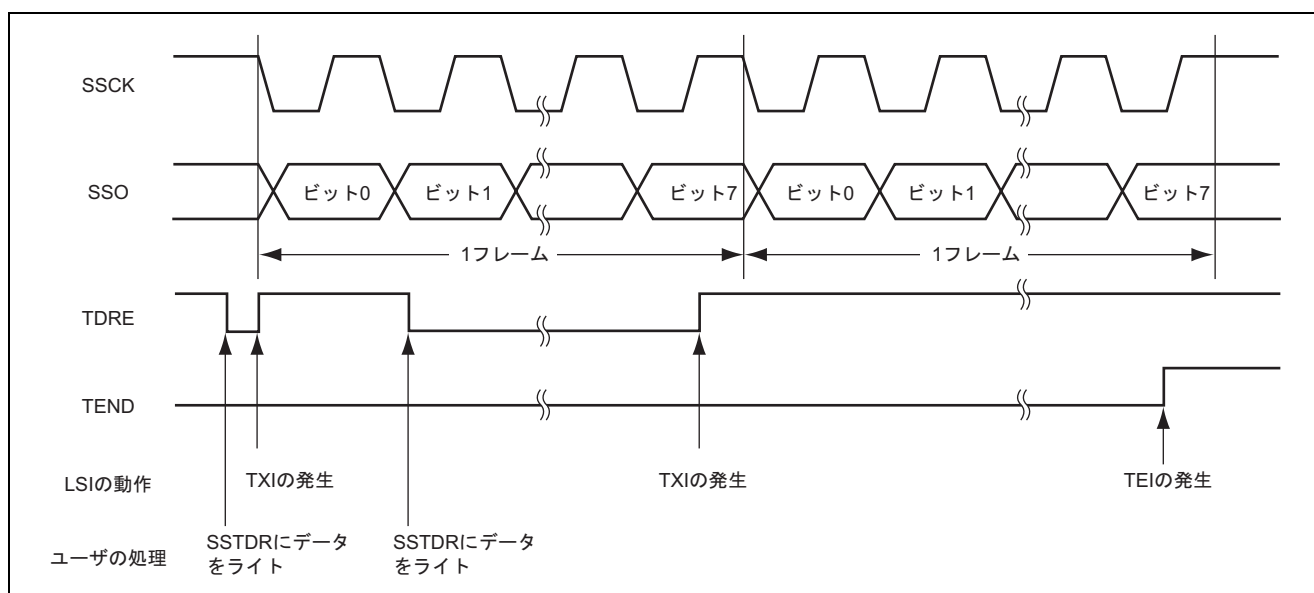 SSCK
SSO
ビット0
ビット1
ビット7
ビット0
ビット1
ビット7
1フレーム
1フレーム
TDRE
TEND
LSIの動作
TXIの発生
TXIの発生
TEIの発生
ユーザの処理
SSTDRにデータ
をライト
SSTDRにデータ
をライト